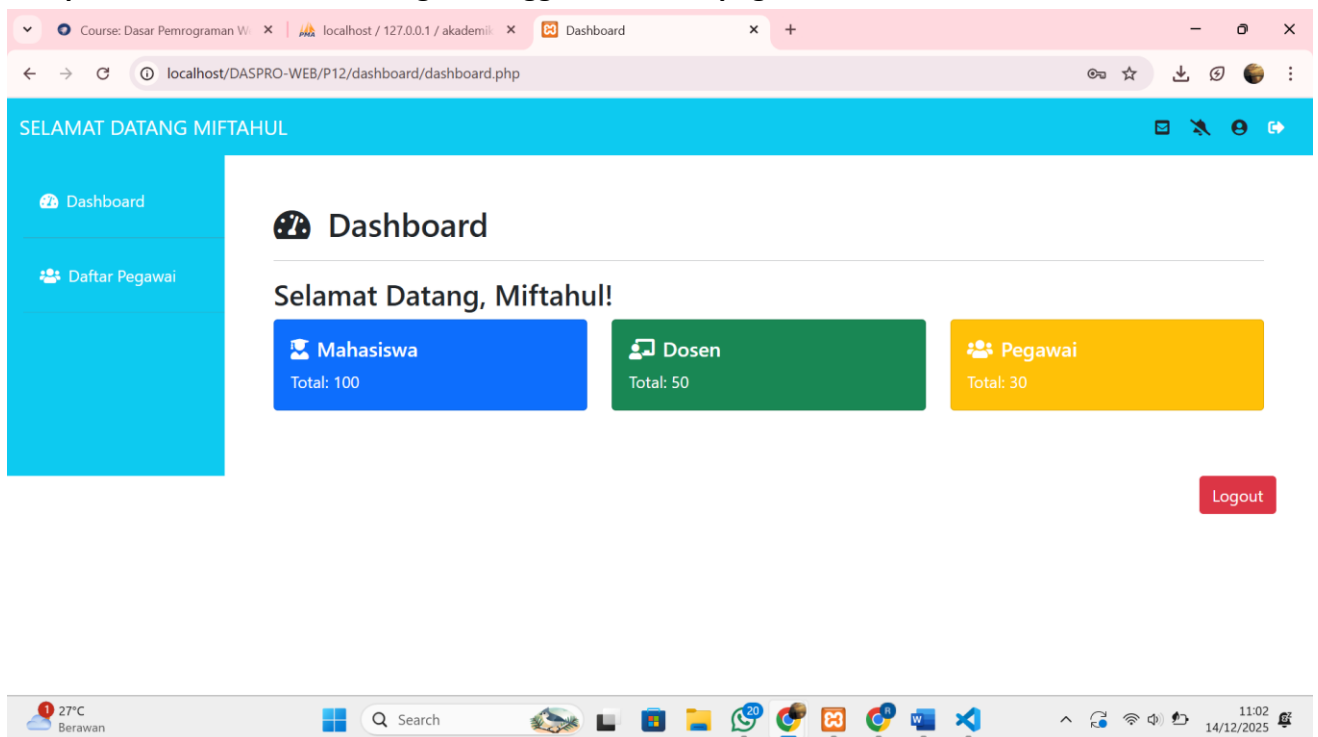 Course: Dasar Pemrograman W
localhost / 127.0.0.1 / akademik
Dashboard
localhost/DASPRO-WEB/P12/dashboard/dashboard.php
SELAMAT DATANG MIFTAHUL
Dashboard
Daftar Pegawai
Dashboard
Selamat Datang, Miftahul!
Mahasiswa
Total: 100
Dosen
Total: 50
Pegawai
Total: 30
Logout
1
27°C
Berawan
Search
20
R
11:02
14/12/2025